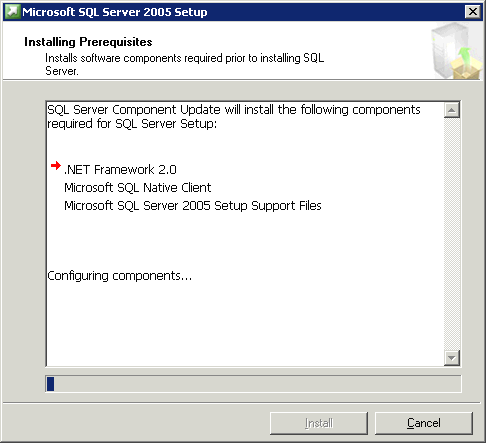 Microsoft SQL Server 2005 Setup
Installing Prerequisites
Installs software components required prior to installing SQL
Server.
SQL Server Component Update will install the following components
required for SQL Server Setup:
.NET Framework 2.0
Microsoft SQL Native Client
Microsoft SQL Server 2005 Setup Support Files
Configuring components...
Install
Cancel